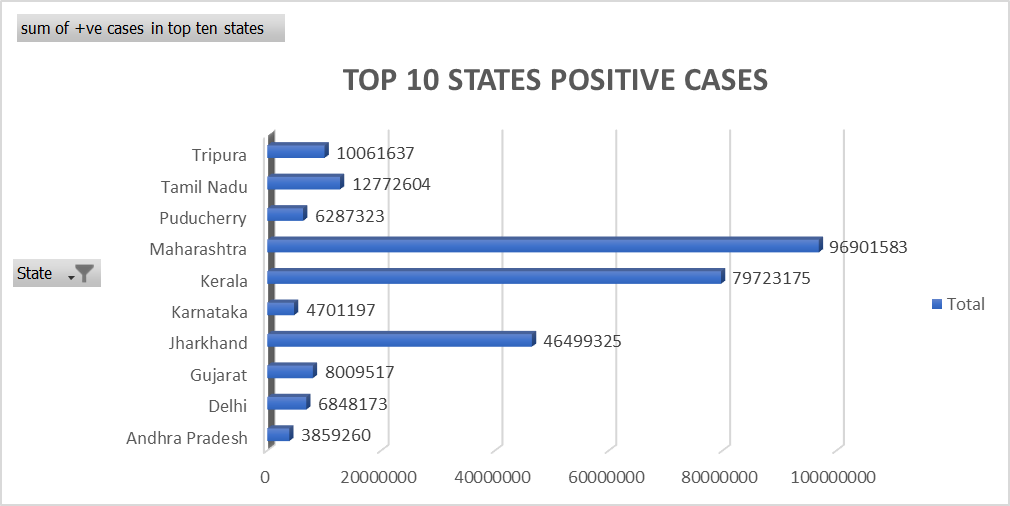 sum of +ve cases in top ten states
TOP 10 STATES POSITIVE CASES
Tripura 10061637
Tamil Nadu 12772604
Puducherry 6287323
Maharashtra 96901583
State
Kerala 79723175
Karnataka 4701197
Total
Jharkhand 46499325
Gujarat 8009517
Delhi 6848173
Andhra Pradesh 3859260
0 20000000 40000000 60000000 80000000 100000000